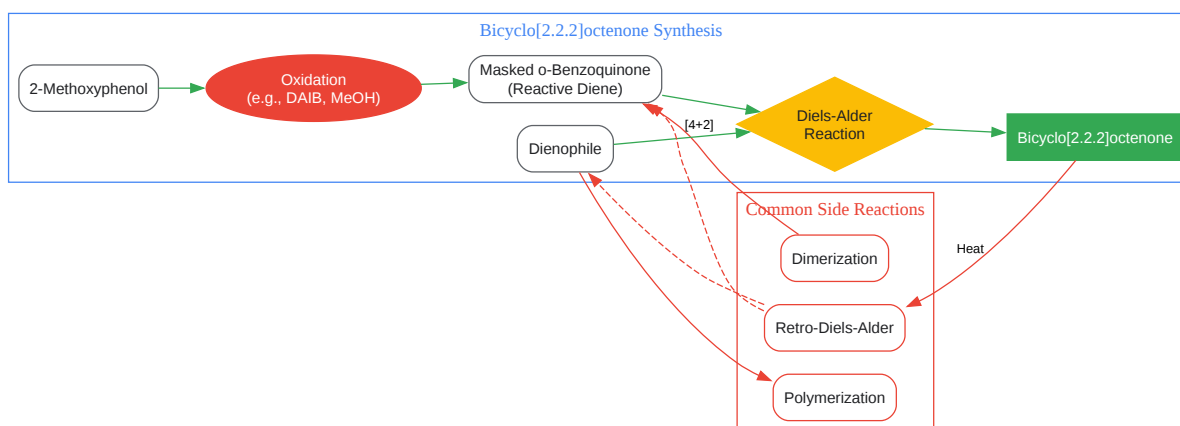 Bicyclo[2.2.2]octenone Synthesis
2-Methoxyphenol
Oxidation
(e.g., DAIB, MeOH)
Masked o-Benzoquinone
(Reactive Diene)
Dienophile
[4+2]
Diels-Alder
Reaction
Bicyclo[2.2.2]octenone
Common Side Reactions
Dimerization
Heat
Retro-Diels-Alder
Polymerization